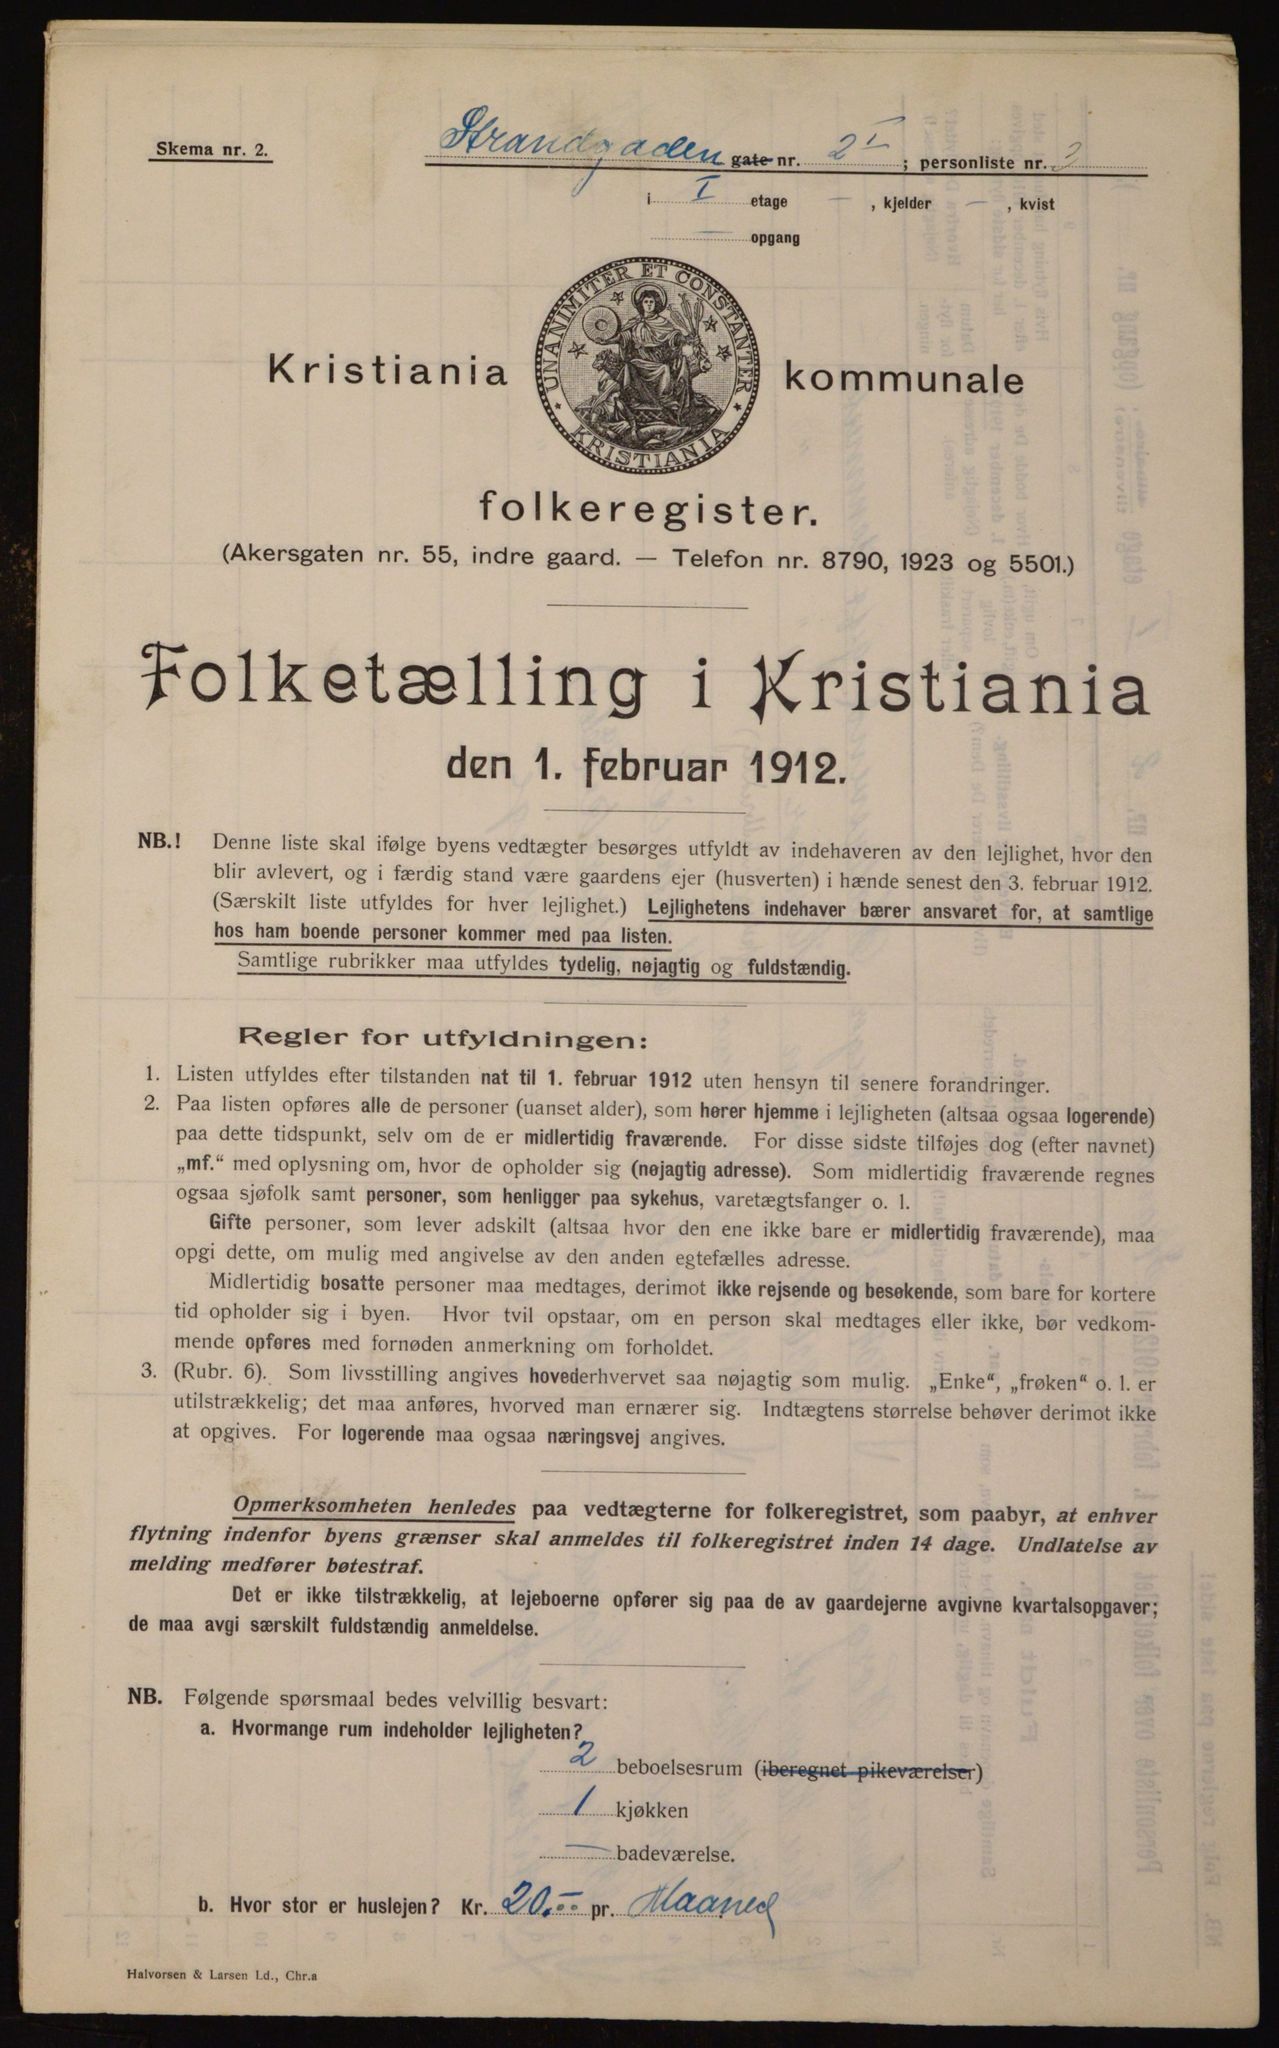 Skema nr. 2.
Strandgaden gate nr. 2 I ; personliste nr. 3
i I etage — , kjelder — , kvist
— opgang
UNANIMITER ET CONSTANTER
KRISTIANIA
Kristiania kommunale
folkeregister.
(Akersgaten nr. 55, indre gaard. — Telefon nr. 8790, 1923 og 5501.)
Folketælling i Kristiania
den 1. februar 1912.
NB.! Denne liste skal ifølge byens vedtægter besørges utfyldt av indehaveren av den lejlighet, hvor den
blir avlevert, og i færdig stand være gaardens ejer (husverten) i hænde senest den 3. februar 1912.
(Særskilt liste utfyldes for hver lejlighet.) Lejlighetens indehaver bærer ansvaret for, at samtlige
hos ham boende personer kommer med paa listen.
Samtlige rubrikker maa utfyldes tydelig, nøjagtig og fuldstændig.
Regler for utfyldningen:
1. Listen utfyldes efter tilstanden nat til 1. februar 1912 uten hensyn til senere forandringer.
2. Paa listen opføres alle de personer (uanset alder), som hører hjemme i lejligheten (altsaa ogsaa logerende)
paa dette tidspunkt, selv om de er midlertidig fraværende. For disse sidste tilføjes dog (efter navnet)
„mf.“ med oplysning om, hvor de opholder sig (nøjagtig adresse). Som midlertidig fraværende regnes
ogsaa sjøfolk samt personer, som henligger paa sykehus, varetægtsfanger o. l.
Gifte personer, som lever adskilt (altsaa hvor den ene ikke bare er midlertidig fraværende), maa
opgi dette, om mulig med angivelse av den anden egtefælles adresse.
Midlertidig bosatte personer maa medtages, derimot ikke rejsende og besøkende, som bare for kortere
tid opholder sig i byen. Hvor tvil opstaar, om en person skal medtages eller ikke, bør vedkom-
mende opføres med fornøden anmerkning om forholdet.
3. (Rubr. 6). Som livsstilling angives hovederhvervet saa nøjagtig som mulig. „Enke“, „frøken“ o. l. er
utilstrækkelig; det maa anføres, hvorved man ernærer sig. Indtægtens størrelse behøver derimot ikke
at opgives. For logerende maa ogsaa næringsvej angives.
Opmerksomheten henledes paa vedtægterne for folkeregistret, som paabyr, at enhver
flytning indenfor byens grænser skal anmeldes til folkeregistret inden 14 dage. Undlatelse av
melding medfører bøtestraf.
Det er ikke tilstrækkelig, at lejeboerne opfører sig paa de av gaardejerne avgivne kvartalsopgaver;
de maa avgi særskilt fuldstændig anmeldelse.
NB. Følgende spørsmaal bedes velvillig besvart:
a. Hvormange rum indeholder lejligheten?
2 beboelsesrum (iberegnet pikeværelser)
1 kjøkken
— badeværelse.
b. Hvor stor er huslejen? Kr. 20.00 pr. Maaned
Halvorsen & Larsen Ld., Chr.a